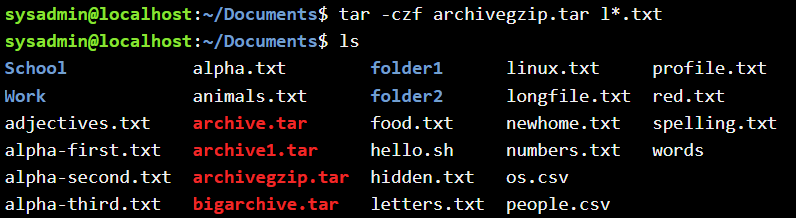 sysadmin@localhost:~/Documents$ tar -czf archivegzip.tar l*.txt
sysadmin@localhost:~/Documents$ ls
School          alpha.txt        folder1      linux.txt     profile.txt
Work            animals.txt      folder2      longfile.txt  red.txt
adjectives.txt  archive.tar      food.txt     newhome.txt   spelling.txt
alpha-first.txt   archive1.tar     hello.sh     numbers.txt   words
alpha-second.txt  archivegzip.tar  hidden.txt   os.csv
alpha-third.txt   bigarchive.tar   letters.txt  people.csv